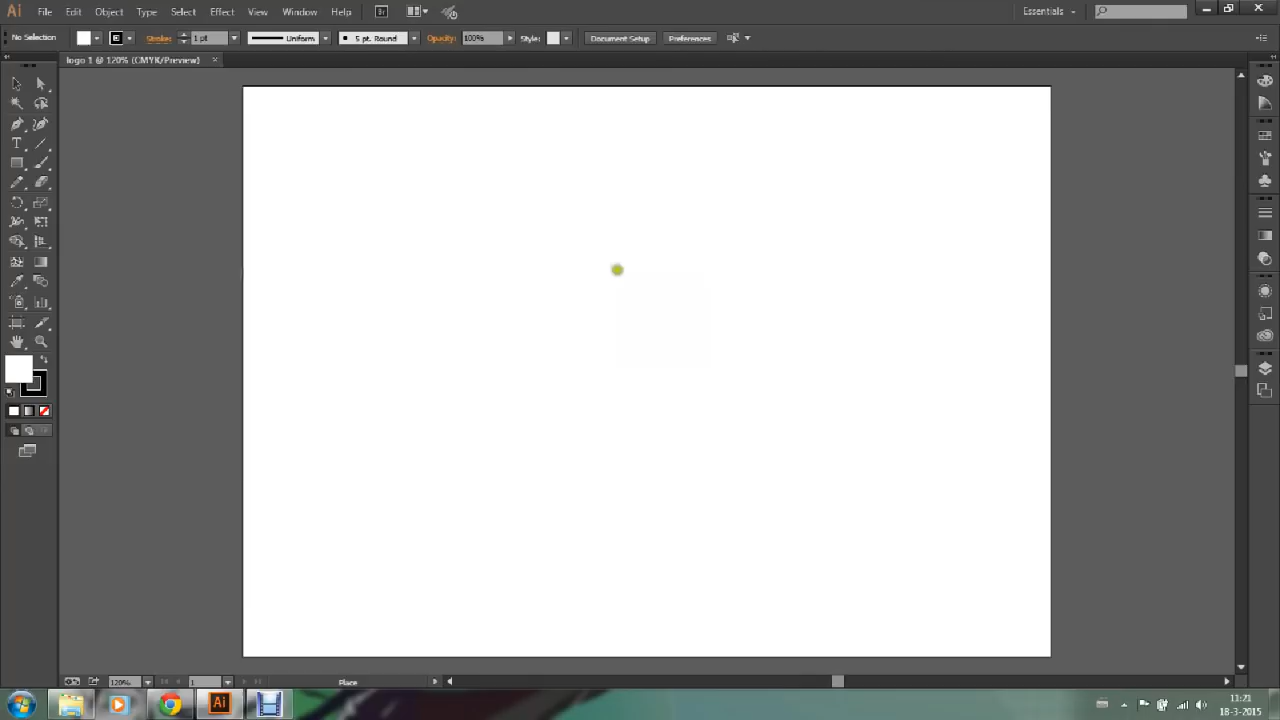 Ai File Edit Object Type Select Effect View Window Help Br Essentials
No Selection Stroke: 1 pt Uniform 5 pt. Round Opacity: 100% Style: Document Setup Preferences
logo 1 @ 120% (CMYK/Preview) ×
T
120% 1 Place
Ai 11:21
18-3-2015